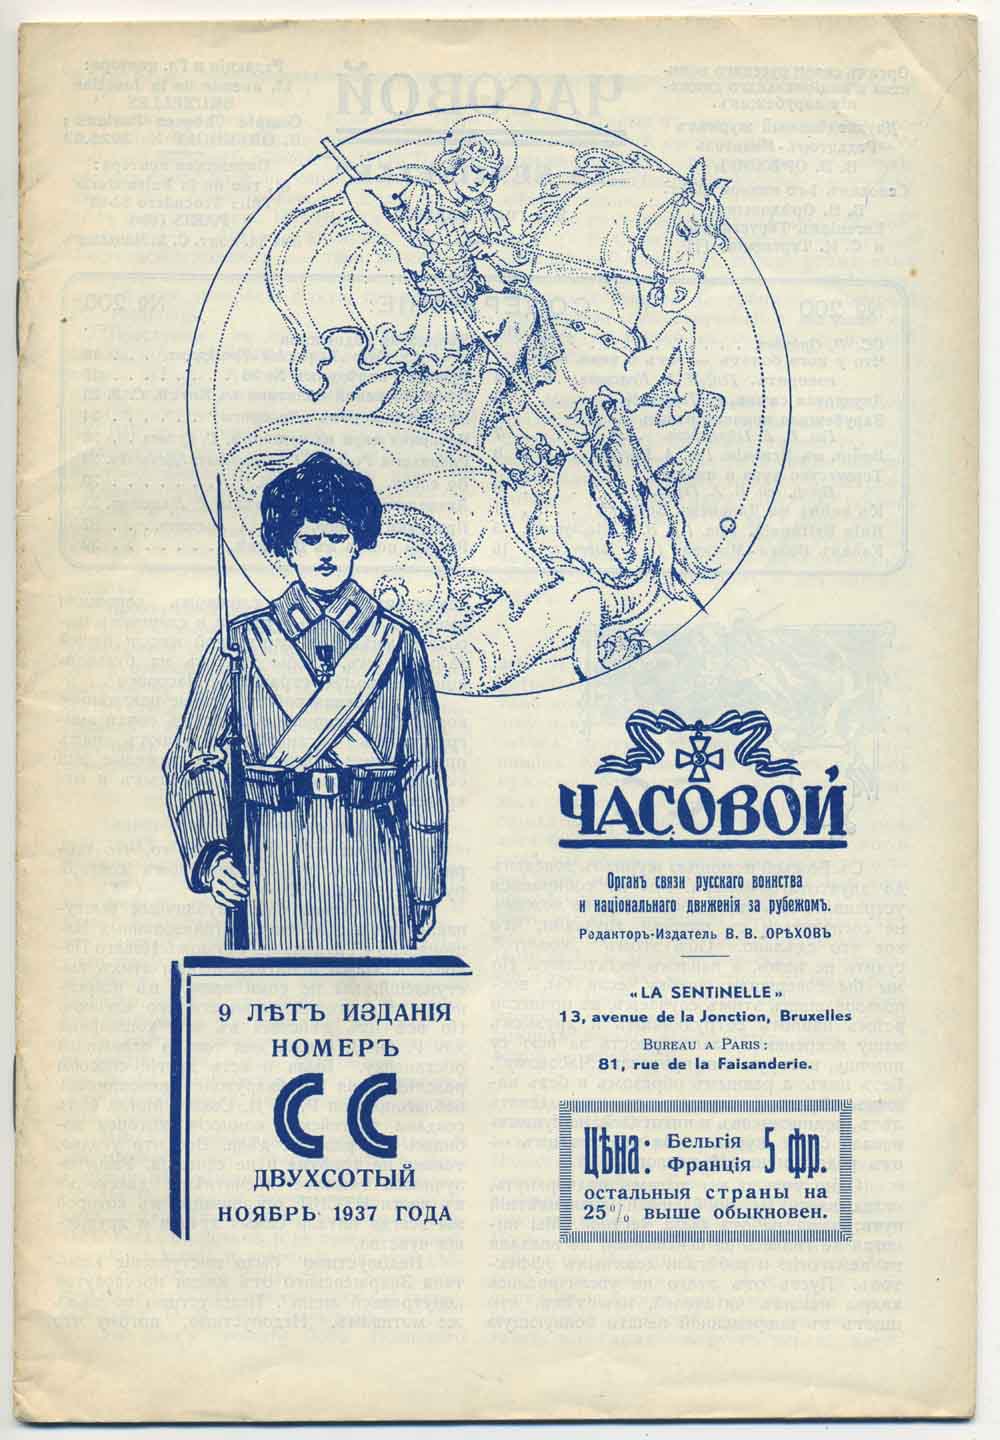 ЧАСОВОЙ
Органъ связи русскаго воинства
и національнаго движенія за рубежомъ.
Редакторъ-Издатель В. В. ОРѢХОВЪ
«LA SENTINELLE»
13, avenue de la Jonction, Bruxelles
BUREAU A PARIS:
81, rue de la Faisanderie.
9 ЛѢТЪ ИЗДАНІЯ
НОМЕРЪ
СС
ДВУХСОТЫЙ
НОЯБРЬ 1937 ГОДА
Цѣна: Бельгія Франція 5 фр.
остальныя страны на
25% выше обыкновен.